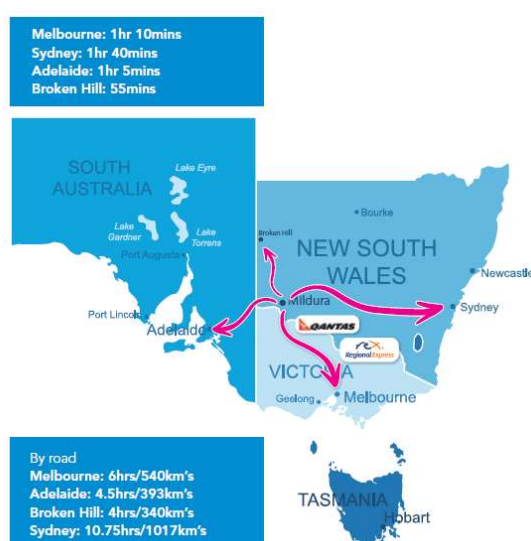 Melbourne: 1hr 10mins
Sydney: 1hr 40mins
Adelaide: 1hr 5mins
Broken Hill: 55mins
SOUTH
AUSTRALIA
Lake Eyre
Lake
Gardner
Lake
Torrens
Port Augusta
Port Lincoln
Adelaide
Bourke
Broken Hill
NEW SOUTH
WALES
Newcastle
Mildura
Sydney
QANTAS
rex
Regional Express
VICTORIA
Geelong
Melbourne
By road
Melbourne: 6hrs/540km's
Adelaide: 4.5hrs/393km's
Broken Hill: 4hrs/340km's
Sydney: 10.75hrs/1017km's
TASMANIA
Hobart